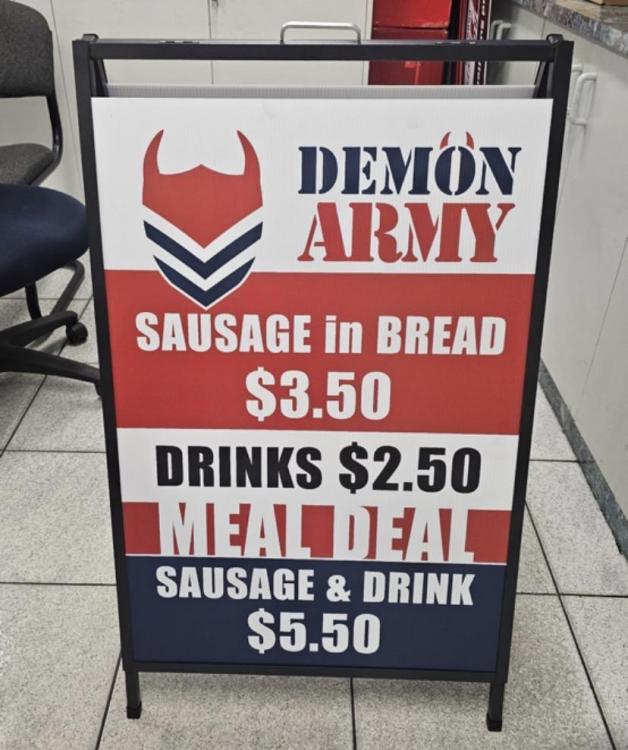 DEMON
ARMY
SAUSAGE in BREAD
$3.50
DRINKS $2.50
MEAL DEAL
SAUSAGE & DRINK
$5.50